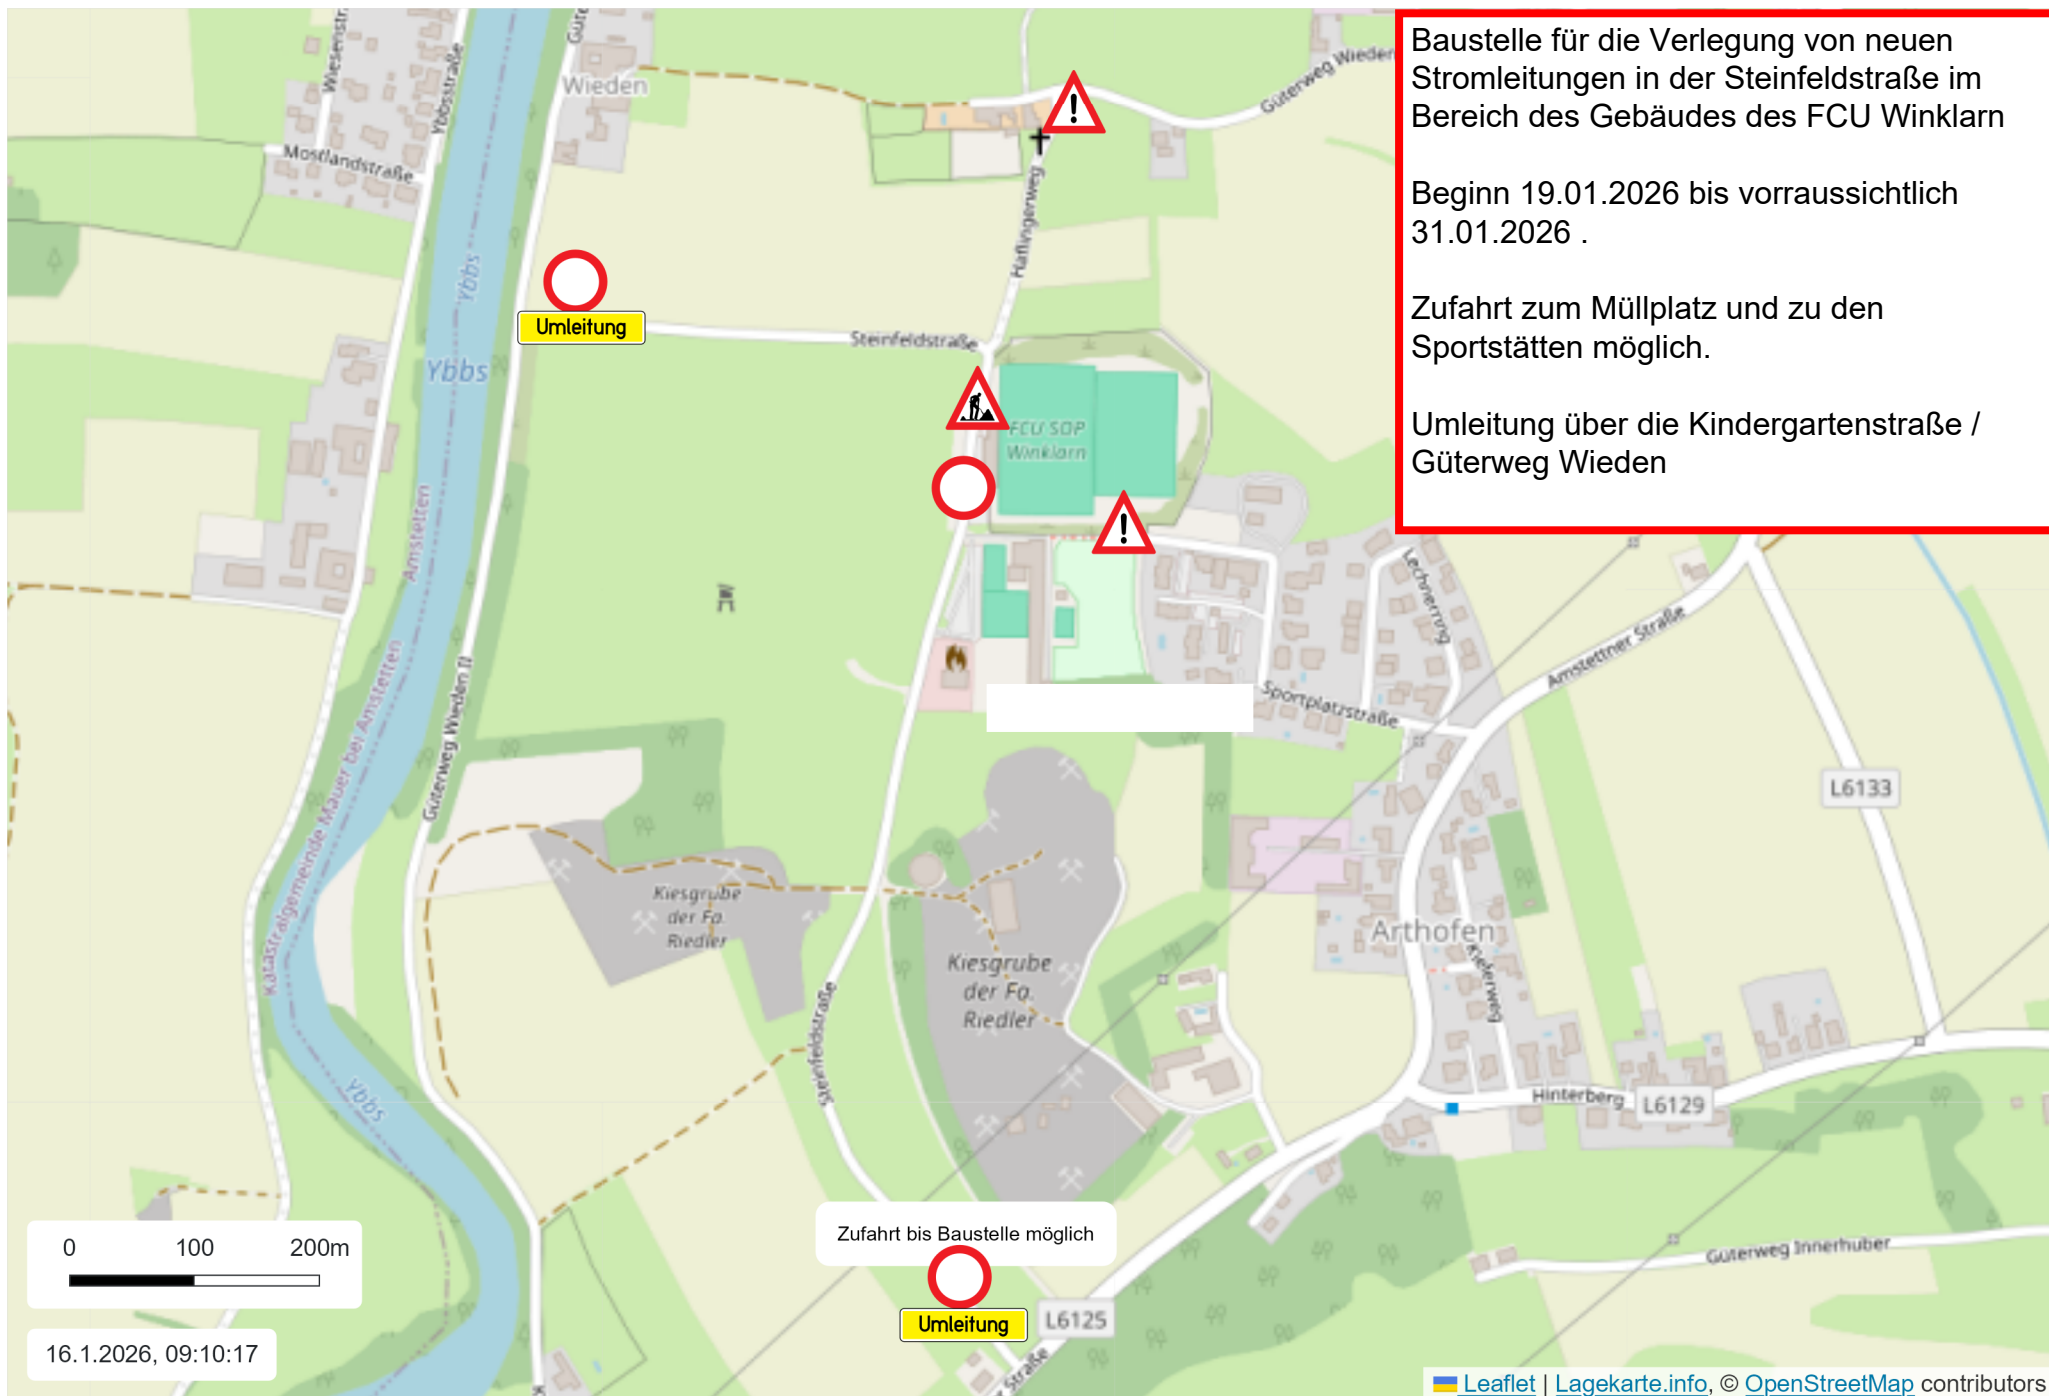 Baustelle für die Verlegung von neuen
Stromleitungen in der Steinfeldstraße im
Bereich des Gebäudes des FCU Winklarn
Beginn 19.01.2026 bis vorraussichtlich
31.01.2026 .
Zufahrt zum Müllplatz und zu den
Sportstätten möglich.
Umleitung über die Kindergartenstraße /
Güterweg Wieden
Wiesenstr
Ybbsstraße
Güte
Wieden
Güterweg Wieden
Mostlandstraße
Haflingerweg
Ybbs
Umleitung
Steinfeldstraße
Ybbs
FCU SOP
Winklarn
Amstetten
Lechnerring
Amstettner Straße
Katastralgemeinde Mauer bei Amstetten
Güterweg Wieden II
Sportplatzstraße
L6133
Kiesgrube
der Fa.
Riedler
Arthofen
Kiesgrube
der Fa.
Riedler
Kieferweg
Steinfeldstraße
Ybbs
Hinterberg
L6129
Zufahrt bis Baustelle möglich
Güterweg Innerhuber
0 100 200m
Umleitung
L6125
16.1.2026, 09:10:17
Straße
K
Leaflet | Lagekarte.info, © OpenStreetMap contributors